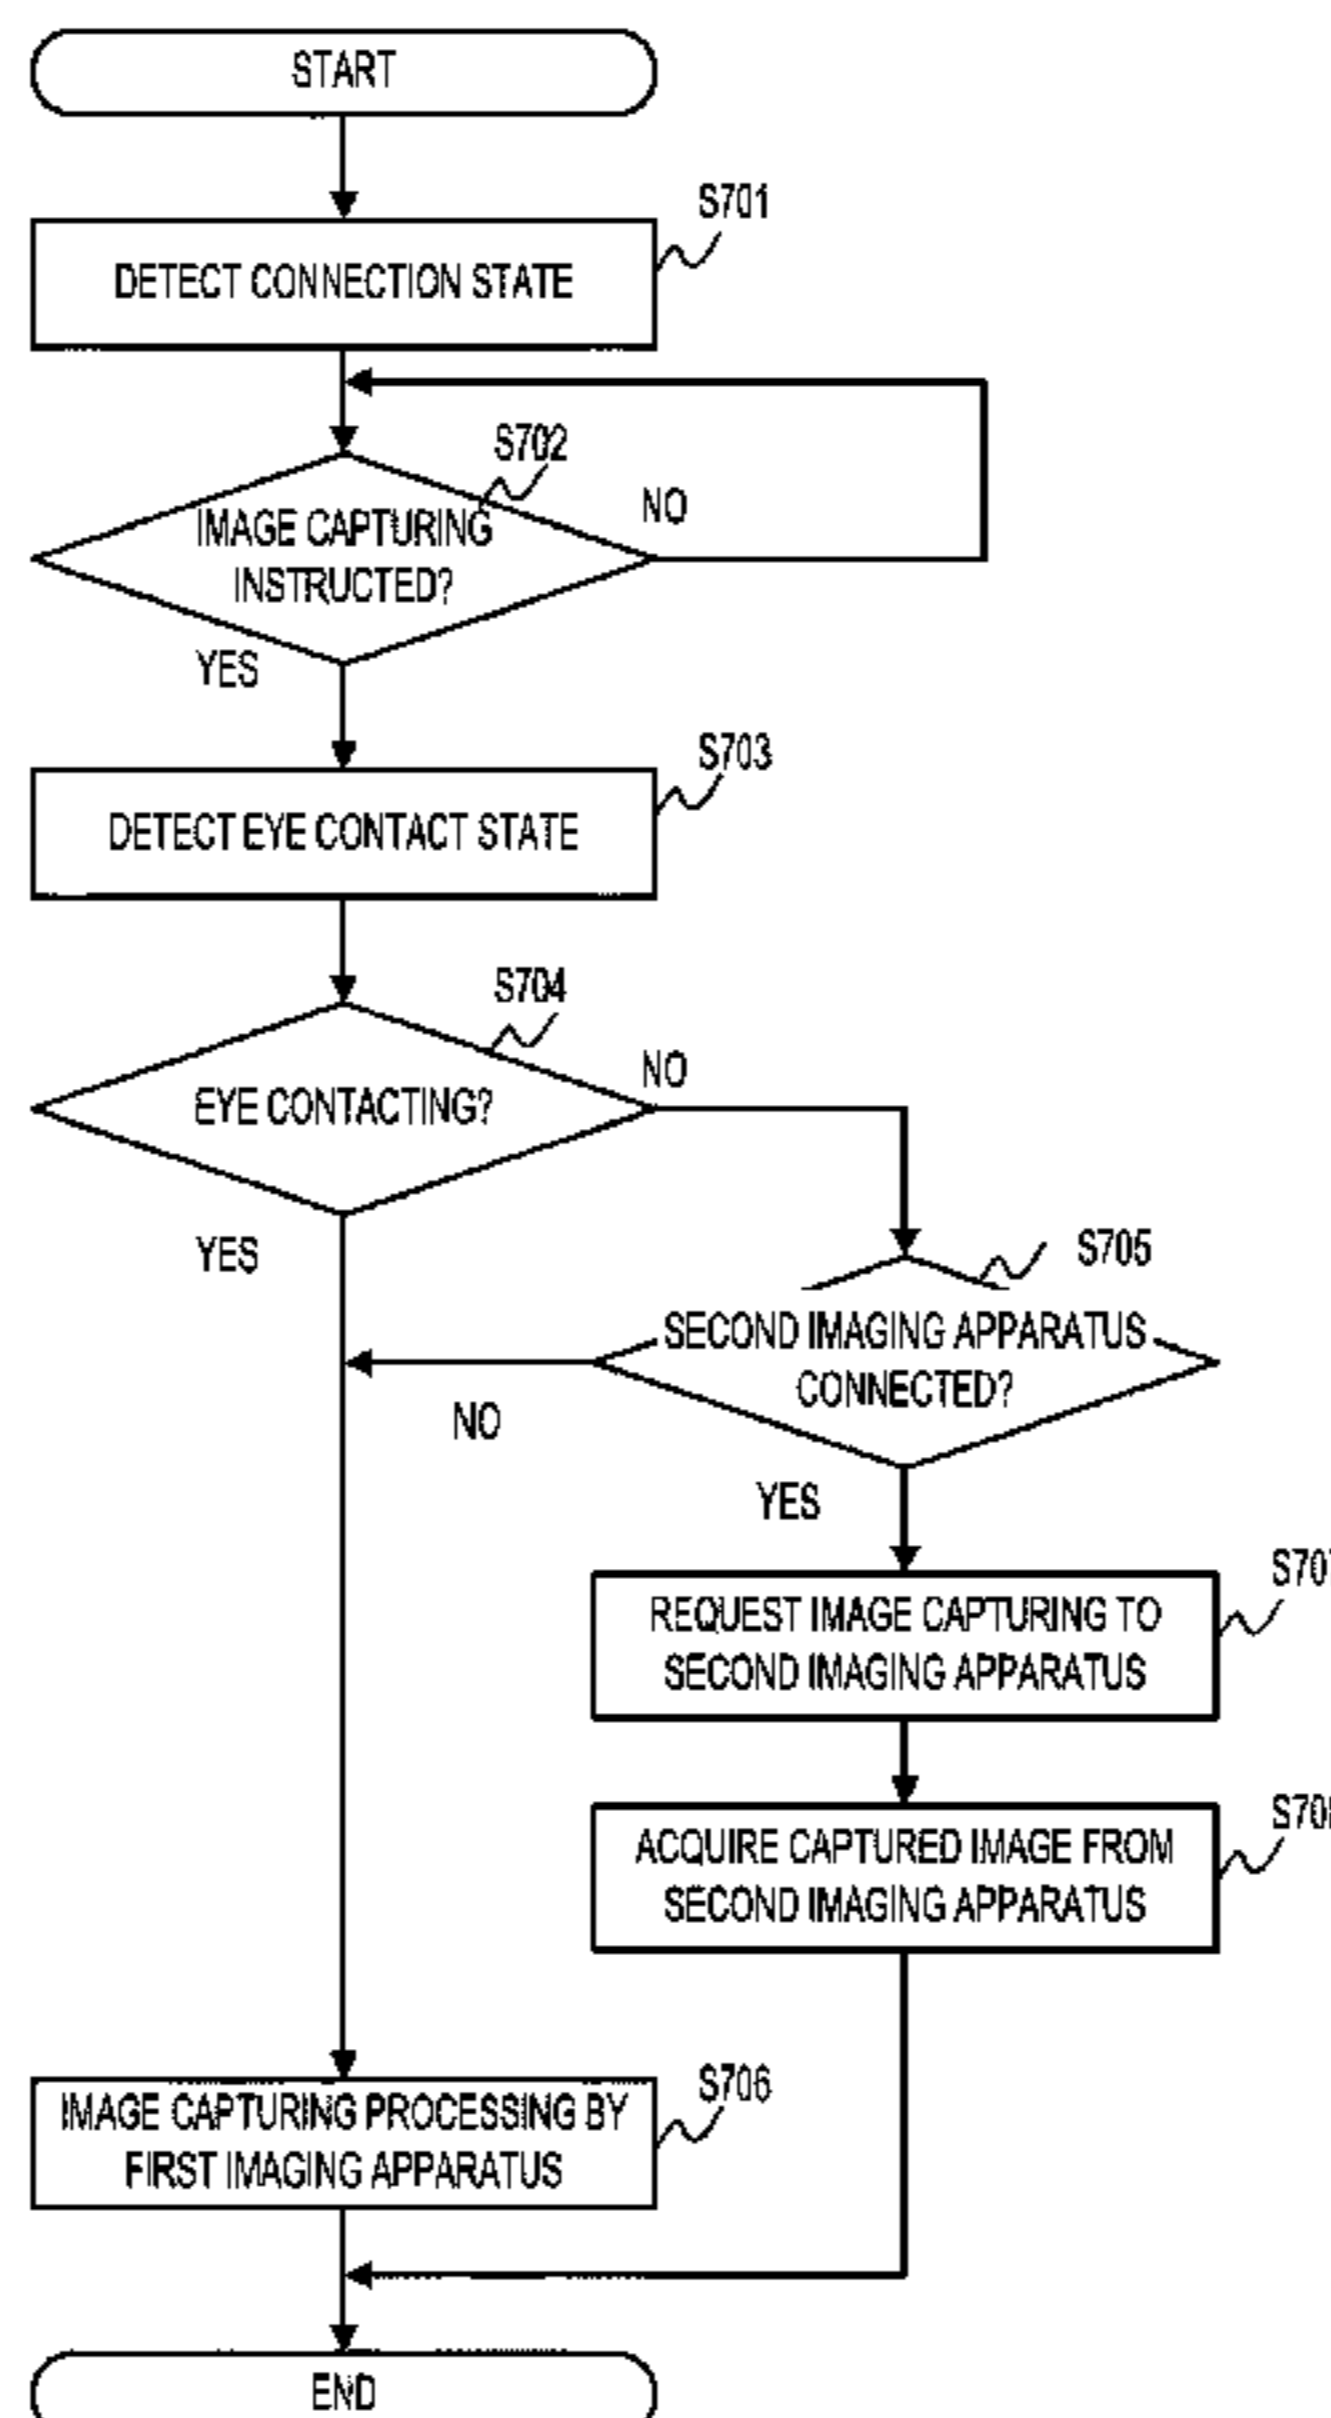 START
S701
DETECT CONNECTION STATE
S702
IMAGE CAPTURING
INSTRUCTED?
NO
YES
S703
DETECT EYE CONTACT STATE
S704
EYE CONTACTING?
NO
YES
S705
SECOND IMAGING APPARATUS
CONNECTED?
NO
YES
REQUEST IMAGE CAPTURING TO
SECOND IMAGING APPARATUS
ACQUIRE CAPTURED IMAGE FROM
SECOND IMAGING APPARATUS
S706
IMAGE CAPTURING PROCESSING BY
FIRST IMAGING APPARATUS
END